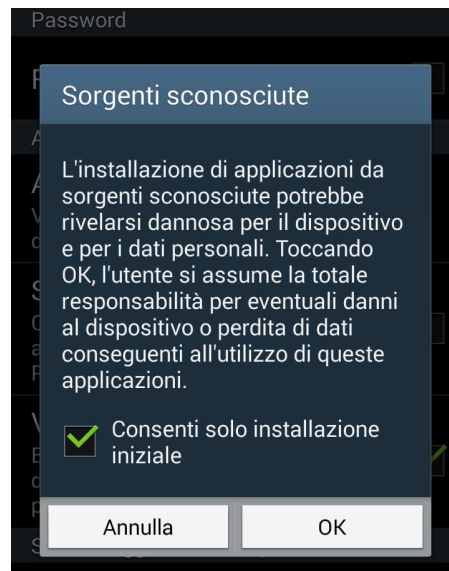 Password
Sorgenti sconosciute
L'installazione di applicazioni da
sorgenti sconosciute potrebbe
rivelarsi dannosa per il dispositivo
e per i dati personali. Toccando
OK, l'utente si assume la totale
responsabilità per eventuali danni
al dispositivo o perdita di dati
conseguenti all'utilizzo di queste
applicazioni.
Consenti solo installazione
iniziale
Annulla
OK